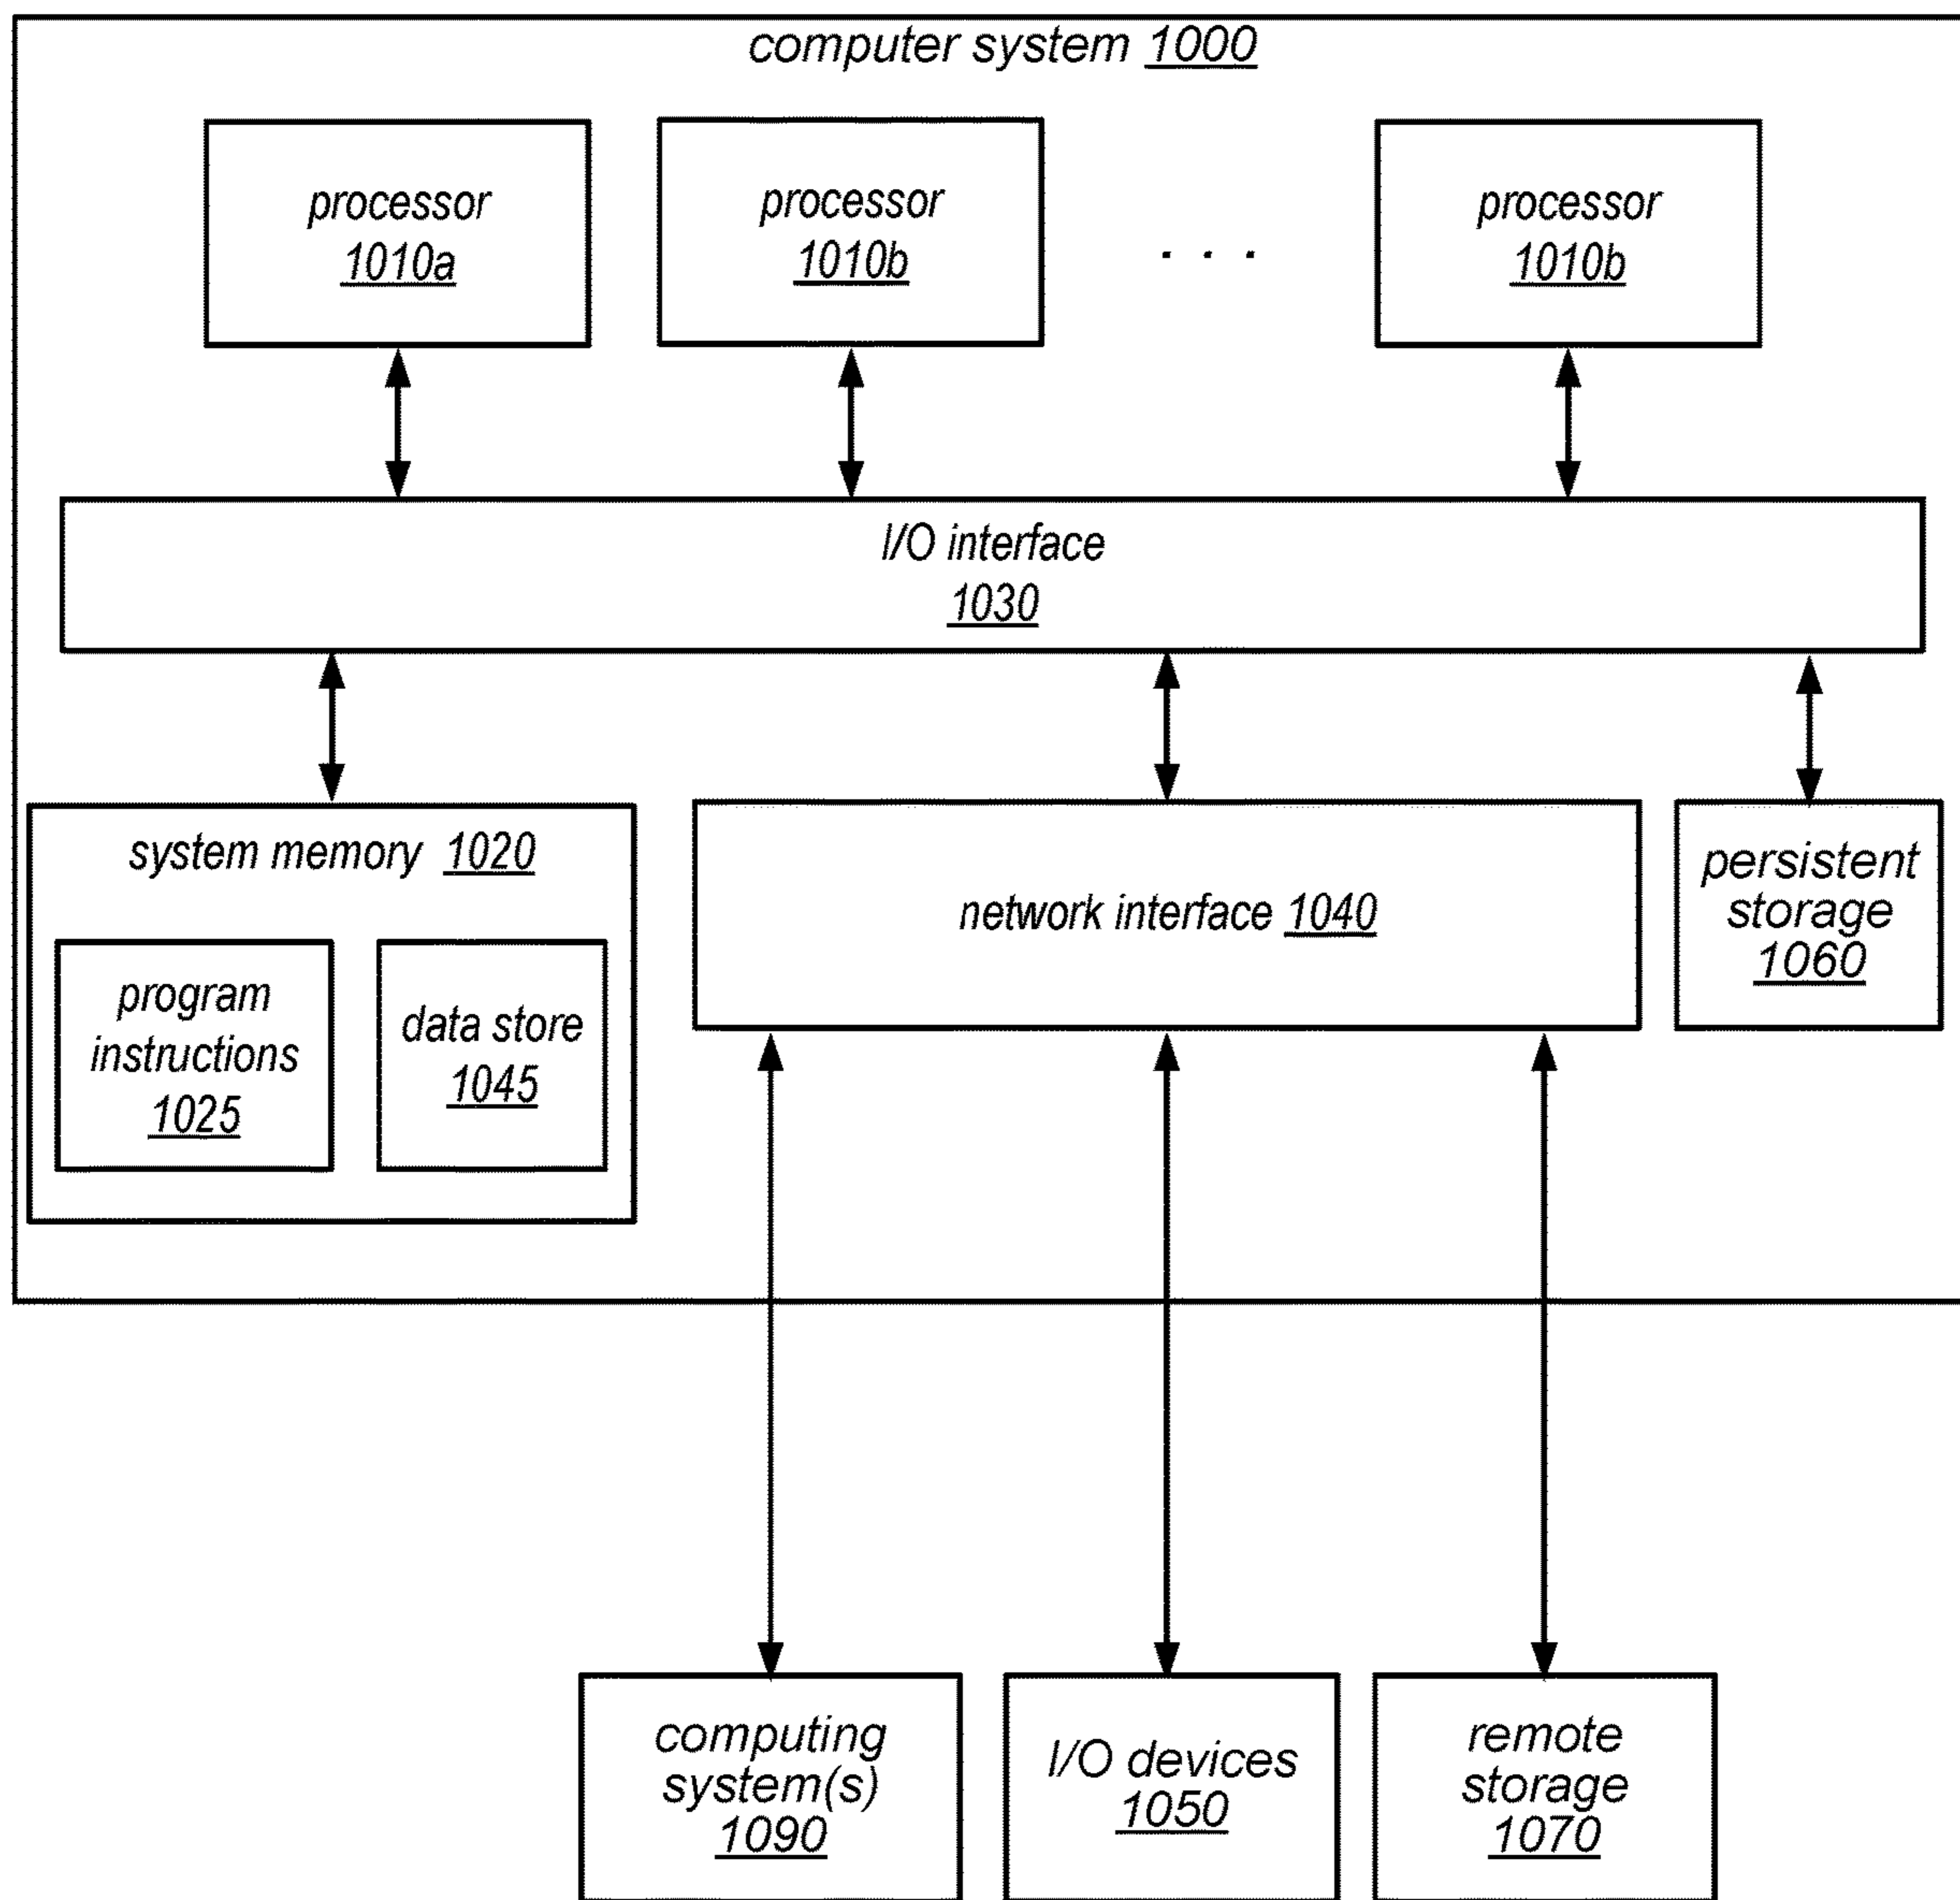 computer system 1000
processor
1010a
processor
1010b
. . .
processor
1010b
I/O interface
1030
system memory 1020
program
instructions
1025
data store
1045
network interface 1040
persistent
storage
1060
computing
system(s)
1090
I/O devices
1050
remote
storage
1070